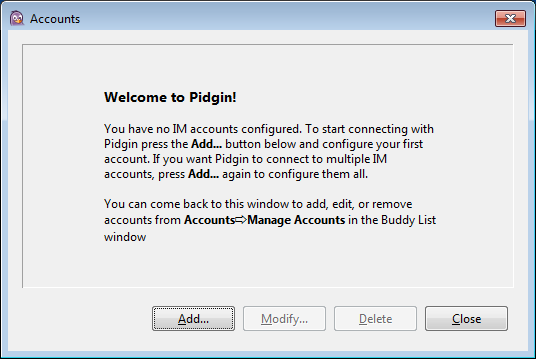 Accounts
Welcome to Pidgin!
You have no IM accounts configured. To start connecting with
Pidgin press the Add... button below and configure your first
account. If you want Pidgin to connect to multiple IM
accounts, press Add... again to configure them all.
You can come back to this window to add, edit, or remove
accounts from Accounts⇨Manage Accounts in the Buddy List
window
Add... Modify... Delete Close